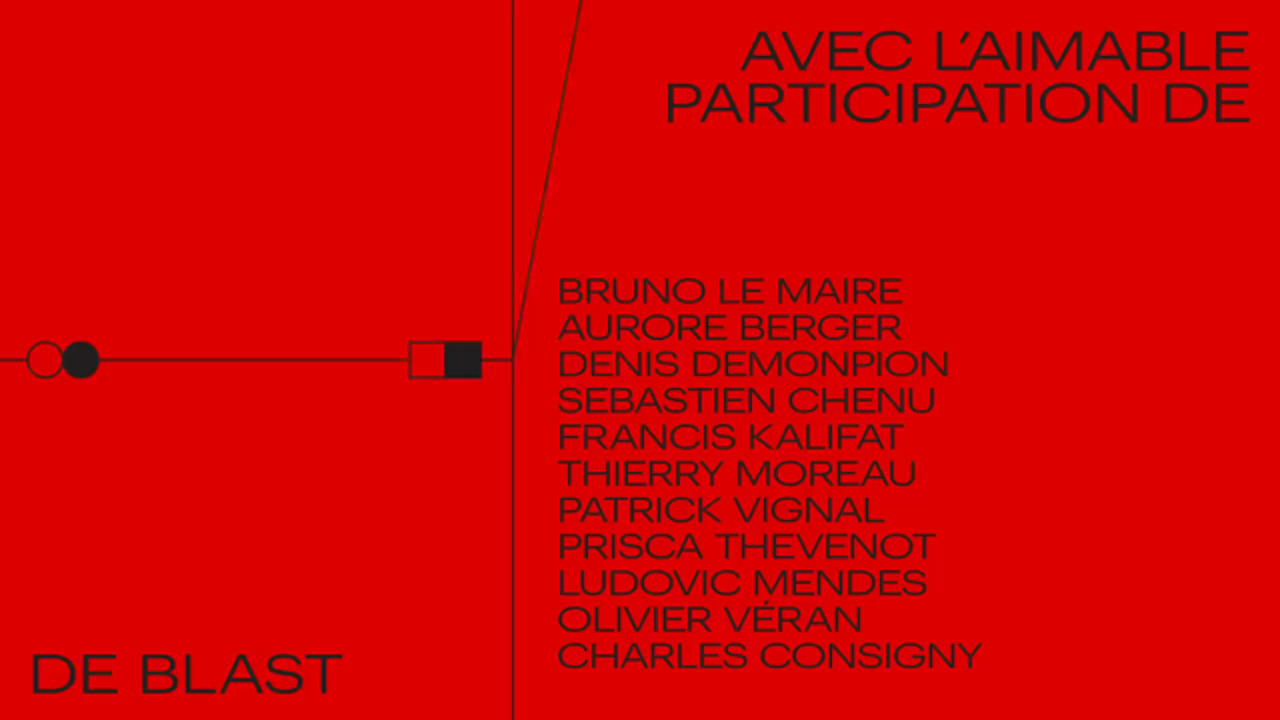 AVEC L'AIMABLE
PARTICIPATION DE
BRUNO LE MAIRE
AURORE BERGER
DENIS DEMONPION
SEBASTIEN CHENU
FRANCIS KALIFAT
THIERRY MOREAU
PATRICK VIGNAL
PRISCA THEVENOT
LUDOVIC MENDES
OLIVIER VÉRAN
CHARLES CONSIGNY
DE BLAST